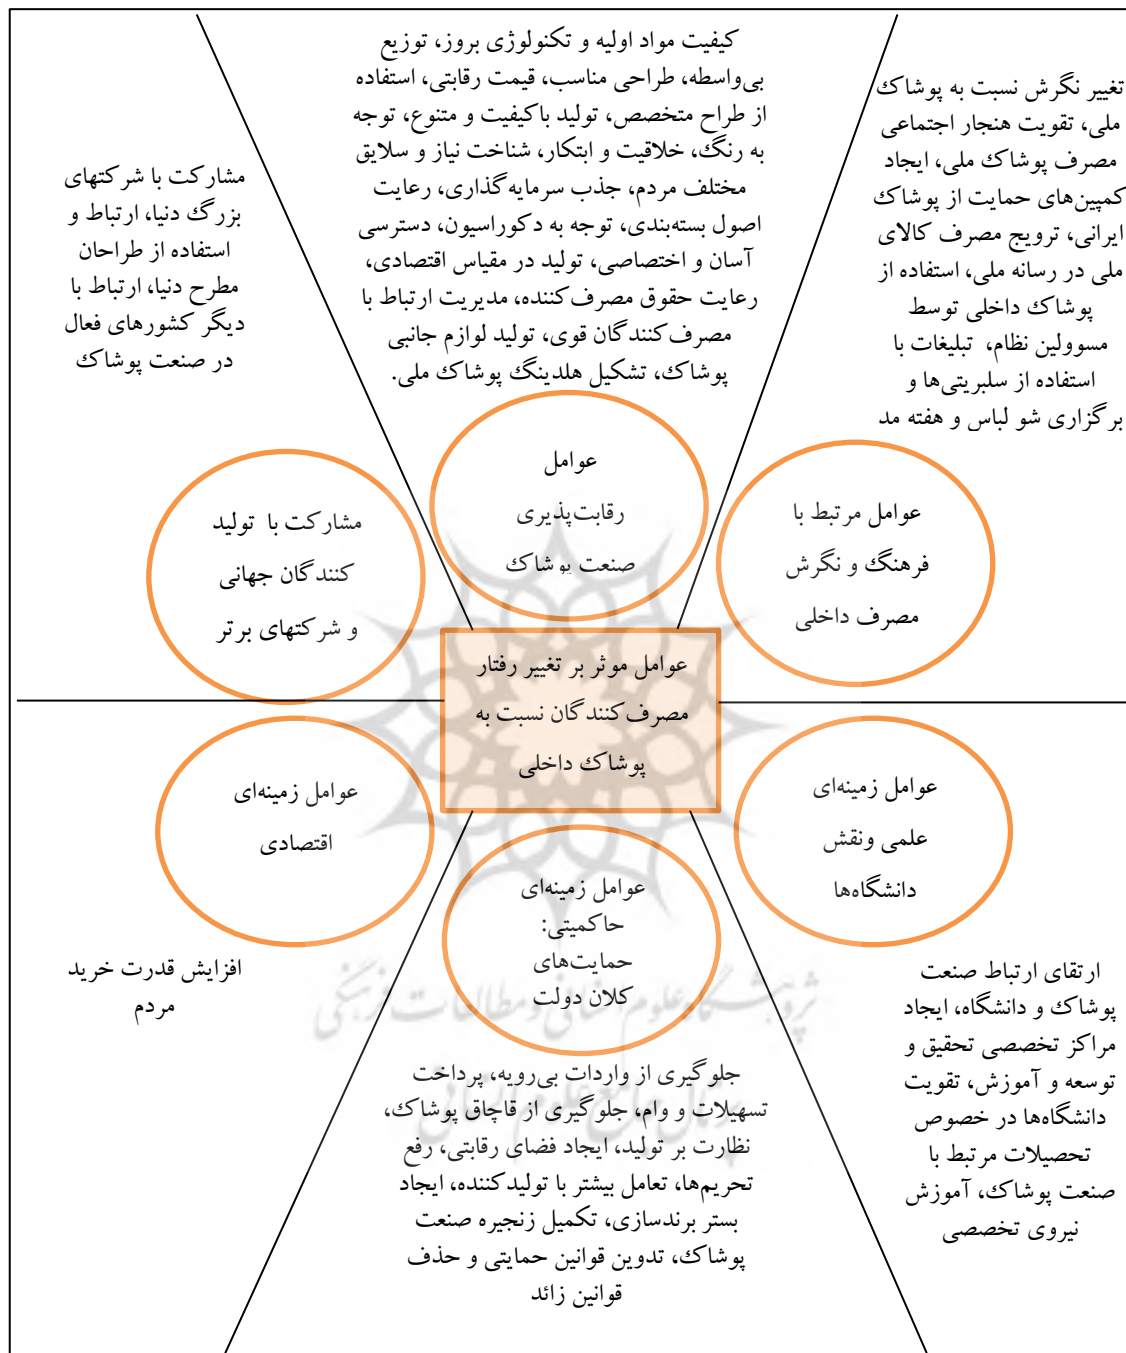 کیفیت مواد اولیه و تکنولوژی بروز، توزیع
بی‌واسطه، طراحی مناسب، قیمت رقابتی، استفاده
از طراح متخصص، تولید باکیفیت و متنوع، توجه
به رنگ، خلاقیت و ابتکار، شناخت نیاز و سلایق
مختلف مردم، جذب سرمایه‌گذاری، رعایت
اصول بسته‌بندی، توجه به دکوراسیون، دسترسی
آسان و اختصاصی، تولید در مقیاس اقتصادی،
رعایت حقوق مصرف‌کننده، مدیریت ارتباط با
مصرف‌کنندگان قوی، تولید لوازم جانبی
پوشاک، تشکیل هلدینگ پوشاک ملی.
تغییر نگرش نسبت به پوشاک
ملی، تقویت هنجار اجتماعی
مصرف پوشاک ملی، ایجاد
کمپین‌های حمایت از پوشاک
ایرانی، ترویج مصرف کالای
ملی در رسانه ملی، استفاده از
پوشاک داخلی توسط
مسوولین نظام، تبلیغات با
استفاده از سلبریتی‌ها و
برگزاری شو لباس و هفته مد
مشارکت با شرکتهای
بزرگ دنیا، ارتباط و
استفاده از طراحان
مطرح دنیا، ارتباط با
دیگر کشورهای فعال
در صنعت پوشاک
عوامل مرتبط با
فرهنگ و نگرش
مصرف داخلی
عوامل
رقابت‌پذیری
صنعت پوشاک
مشارکت با تولید
کنندگان جهانی
و شرکتهای برتر
عوامل موثر بر تغییر رفتار
مصرف‌کنندگان نسبت به
پوشاک داخلی
عوامل زمینه‌ای
علمی ونقش
دانشگاه‌ها
عوامل زمینه‌ای
حاکمیتی:
حمایت‌های
کلان دولت
عوامل زمینه‌ای
اقتصادی
ارتقای ارتباط صنعت
پوشاک و دانشگاه، ایجاد
مراکز تخصصی تحقیق و
توسعه و آموزش، تقویت
دانشگاه‌ها در خصوص
تحصیلات مرتبط با
صنعت پوشاک، آموزش
نیروی تخصصی
افزایش قدرت خرید
مردم
جلوگیری از واردات بی‌رویه، پرداخت
تسهیلات و وام، جلوگیری از قاچاق پوشاک،
نظارت بر تولید، ایجاد فضای رقابتی، رفع
تحریم‌ها، تعامل بیشتر با تولیدکننده، ایجاد
بستر برندسازی، تکمیل زنجیره صنعت
پوشاک، تدوین قوانین حمایتی و حذف
قوانین زائد
پژوهشگاه علوم انسانی و مطالعات فرهنگی
پرتال جامع علوم انسانی